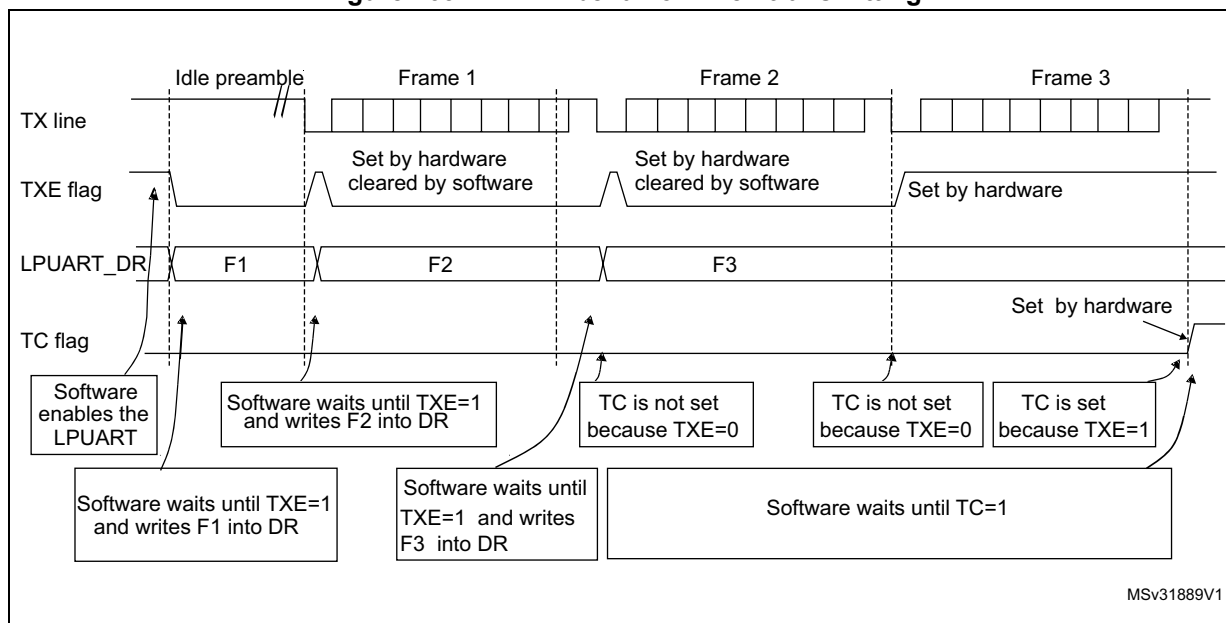 Idle preamble
Frame 1
Frame 2
Frame 3
TX line
TXE flag
Set by hardware
cleared by software
Set by hardware
cleared by software
Set by hardware
LPUART_DR
F1
F2
F3
Set by hardware
TC flag
Software
enables the
LPUART
Software waits until TXE=1
and writes F2 into DR
TC is not set
because TXE=0
TC is not set
because TXE=0
TC is set
because TXE=1
Software waits until TXE=1
and writes F1 into DR
Software waits until
TXE=1 and writes
F3 into DR
Software waits until TC=1
MSv31889V1